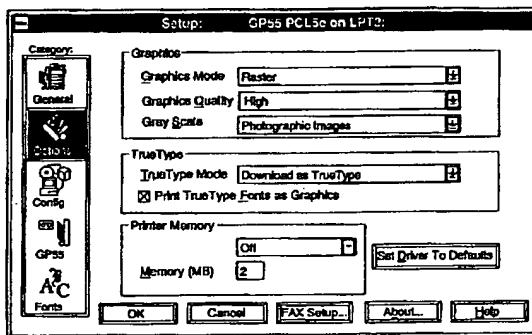 Setup: GP55 PCL5e on LPT2:
Category:
General
Options
Config
GP55
Fonts
Graphics
Graphics Mode Raster
Graphics Quality High
Gray Scale Photographic Images
TrueType
TrueType Mode Download as TrueType
Print TrueType Fonts as Graphics
Printer Memory
Off
Memory (MB) 2
Set Driver To Defaults
OK Cancel FAX Setup... About... Help